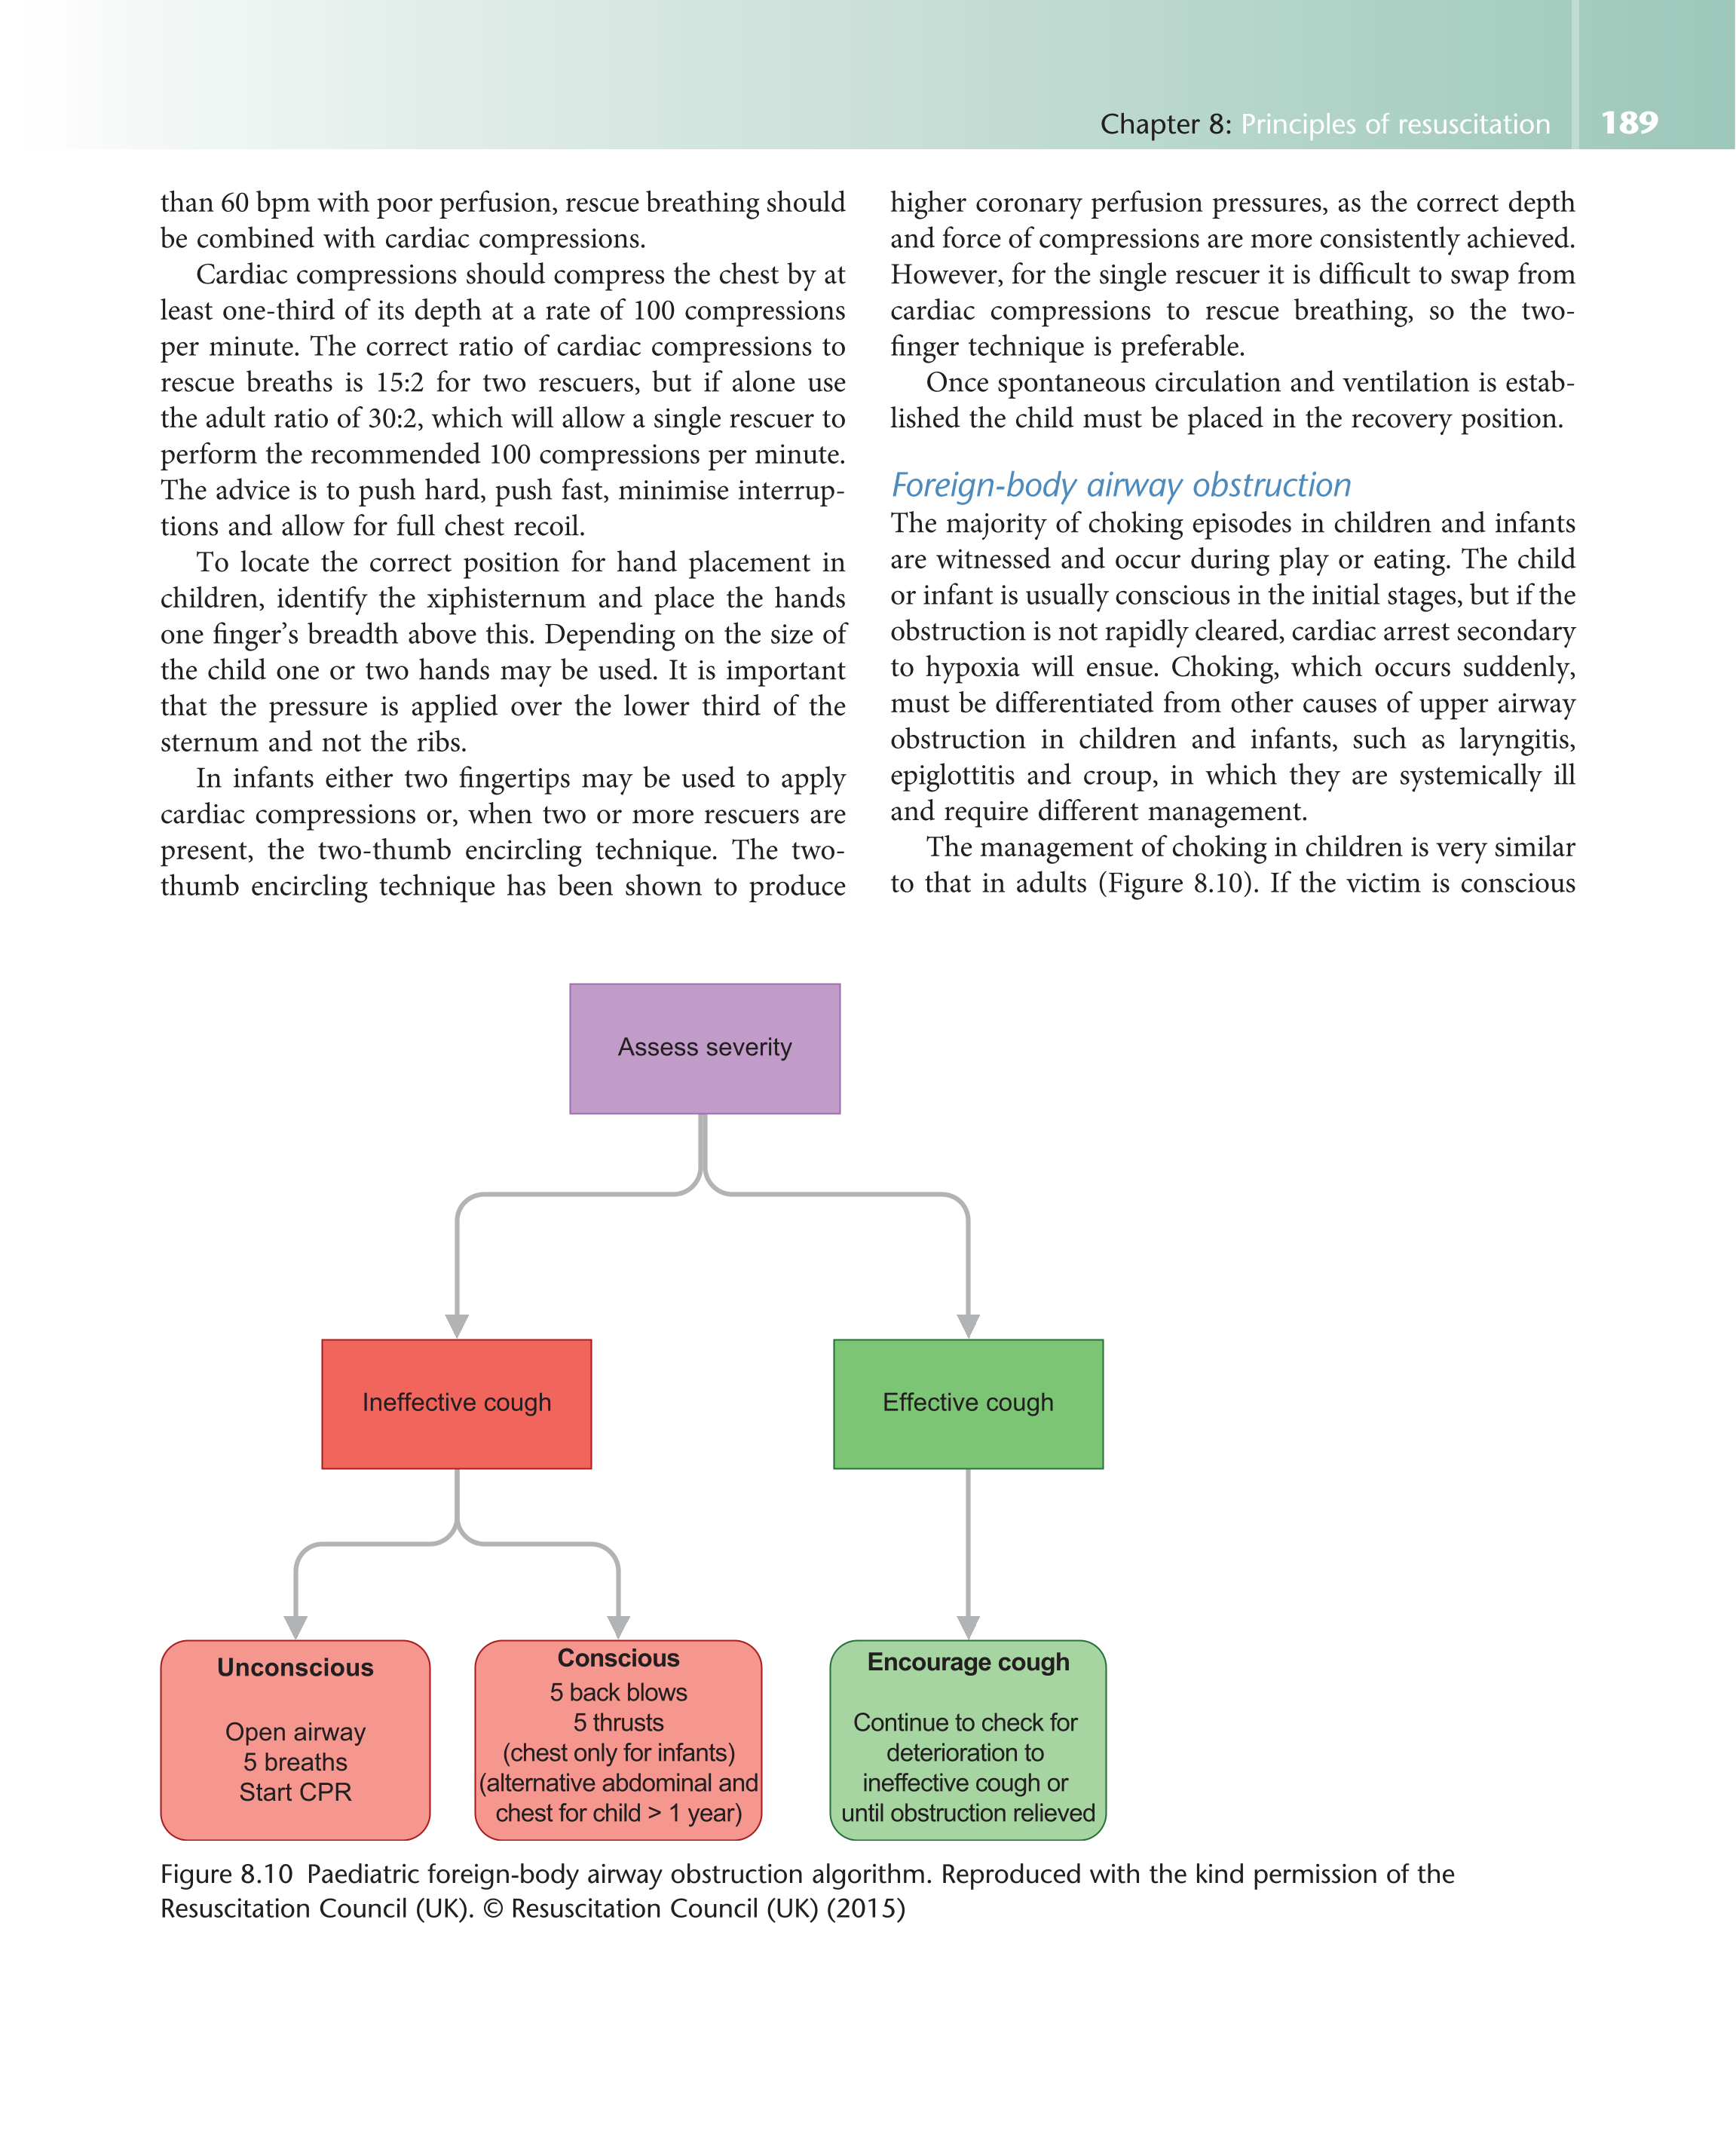 Chapter 8: Principles of resuscitation 189
than 60 bpm with poor perfusion, rescue breathing should
be combined with cardiac compressions.
Cardiac compressions should compress the chest by at
least one-third of its depth at a rate of 100 compressions
per minute. The correct ratio of cardiac compressions to
rescue breaths is 15:2 for two rescuers, but if alone use
the adult ratio of 30:2, which will allow a single rescuer to
perform the recommended 100 compressions per minute.
The advice is to push hard, push fast, minimise interrup-
tions and allow for full chest recoil.
To locate the correct position for hand placement in
children, identify the xiphisternum and place the hands
one finger’s breadth above this. Depending on the size of
the child one or two hands may be used. It is important
that the pressure is applied over the lower third of the
sternum and not the ribs.
In infants either two fingertips may be used to apply
cardiac compressions or, when two or more rescuers are
present, the two-thumb encircling technique. The two-
thumb encircling technique has been shown to produce
higher coronary perfusion pressures, as the correct depth
and force of compressions are more consistently achieved.
However, for the single rescuer it is difficult to swap from
cardiac compressions to rescue breathing, so the two-
finger technique is preferable.
Once spontaneous circulation and ventilation is estab-
lished the child must be placed in the recovery position.
Foreign-body airway obstruction
The majority of choking episodes in children and infants
are witnessed and occur during play or eating. The child
or infant is usually conscious in the initial stages, but if the
obstruction is not rapidly cleared, cardiac arrest secondary
to hypoxia will ensue. Choking, which occurs suddenly,
must be differentiated from other causes of upper airway
obstruction in children and infants, such as laryngitis,
epiglottitis and croup, in which they are systemically ill
and require different management.
The management of choking in children is very similar
to that in adults (Figure 8.10). If the victim is conscious
Assess severity
Ineffective cough
Effective cough
Unconscious
Open airway
5 breaths
Start CPR
Conscious
5 back blows
5 thrusts
(chest only for infants)
(alternative abdominal and
chest for child > 1 year)
Encourage cough
Continue to check for
deterioration to
ineffective cough or
until obstruction relieved
Figure 8.10 Paediatric foreign-body airway obstruction algorithm. Reproduced with the kind permission of the
Resuscitation Council (UK). © Resuscitation Council (UK) (2015)